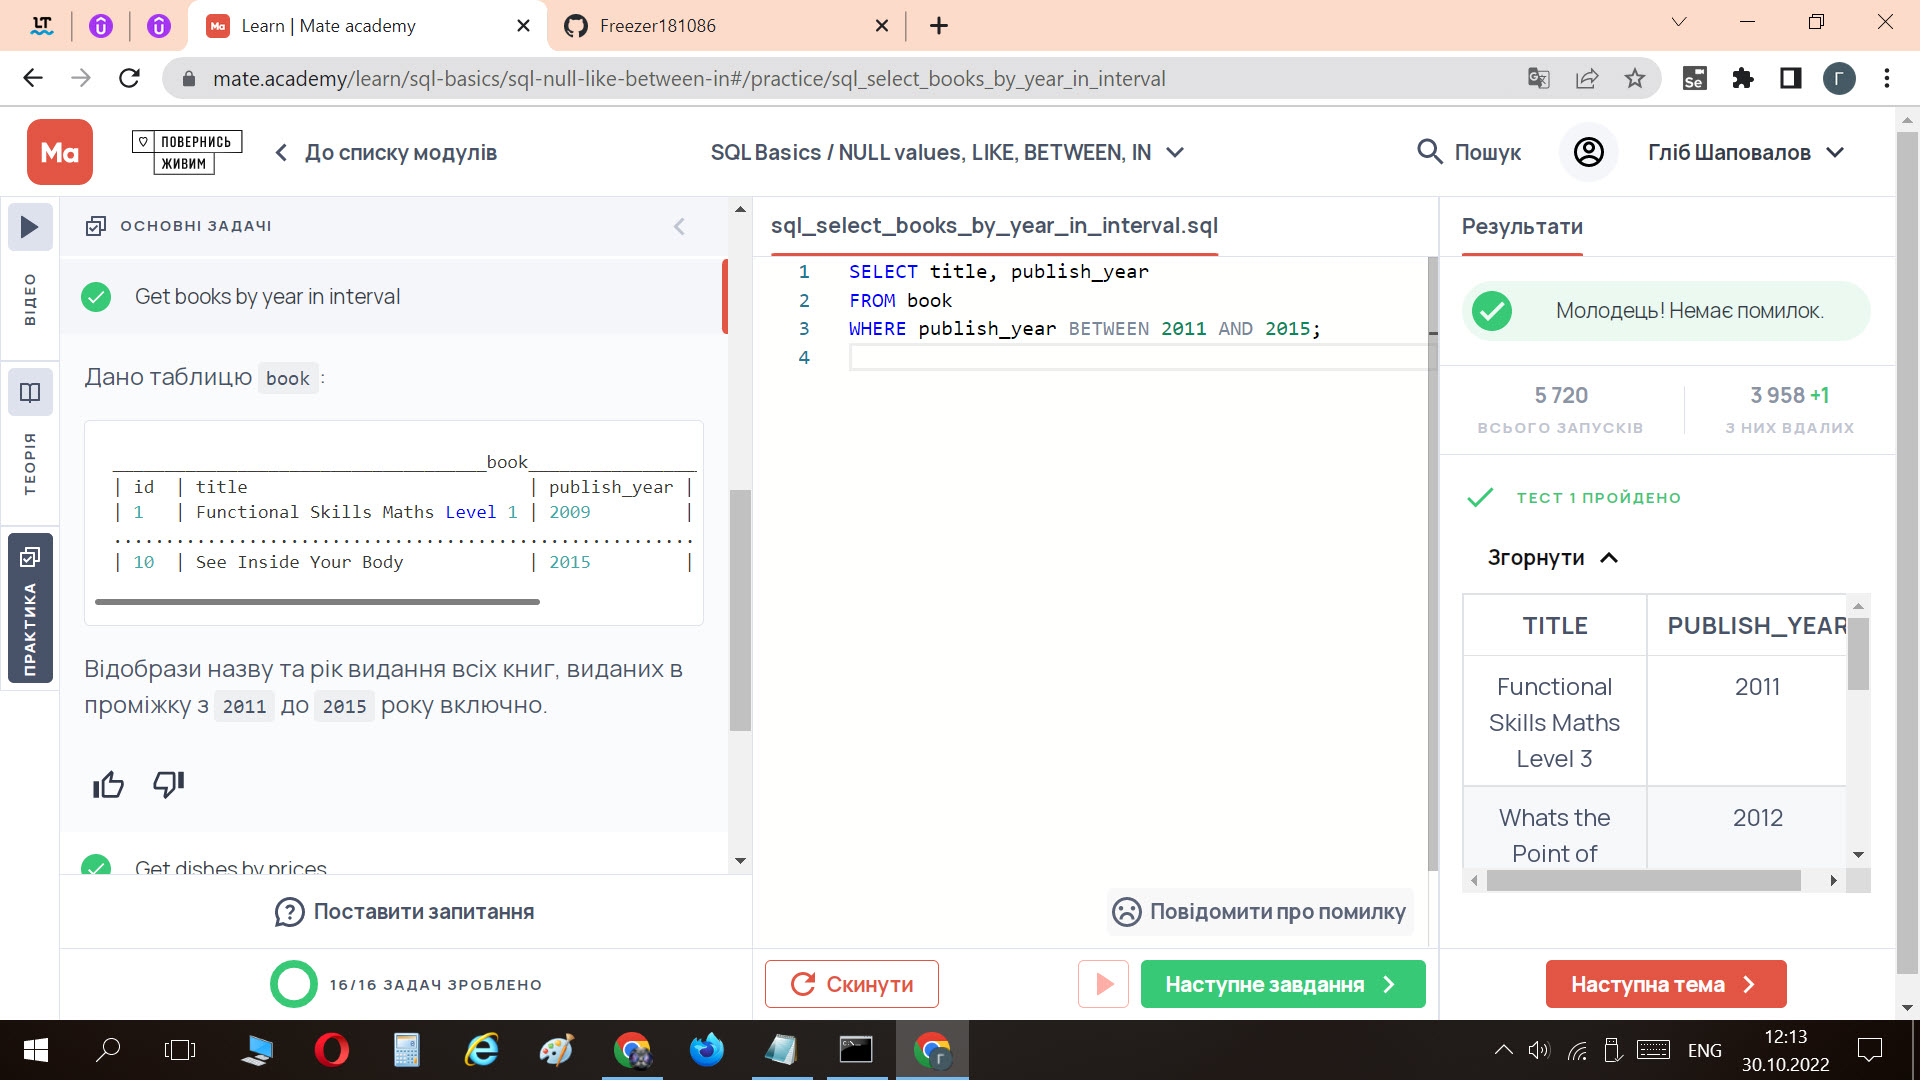 Learn | Mate academy
Freezer181086
mate.academy/learn/sql-basics/sql-null-like-between-in#/practice/sql_select_books_by_year_in_interval
Se
Г
Ma
ПОВЕРНИСЬ
ЖИВИМ
До списку модулів
SQL Basics / NULL values, LIKE, BETWEEN, IN
Пошук
Гліб Шаповалов
ВІДЕО
ТЕОРІЯ
ПРАКТИКА
ОСНОВНІ ЗАДАЧІ
Get books by year in interval
Дано таблицю book :
____________________________________book________________
| id | title | publish_year |
| 1 | Functional Skills Maths Level 1 | 2009 |
........................................................
| 10 | See Inside Your Body | 2015 |
Відобрази назву та рік видання всіх книг, виданих в
проміжку з 2011 до 2015 року включно.
Get dishes by prices
Поставити запитання
16/16 ЗАДАЧ ЗРОБЛЕНО
sql_select_books_by_year_in_interval.sql
1 SELECT title, publish_year
2 FROM book
3 WHERE publish_year BETWEEN 2011 AND 2015;
4
Повідомити про помилку
Скинути
Наступне завдання
Результати
Молодець! Немає помилок.
5 720
ВСЬОГО ЗАПУСКІВ
3 958 +1
З НИХ ВДАЛИХ
ТЕСТ 1 ПРОЙДЕНО
Згорнути
TITLE PUBLISH_YEAR
Functional Skills Maths Level 3 2011
Whats the Point of 2012
Наступна тема
ENG
12:13
30.10.2022